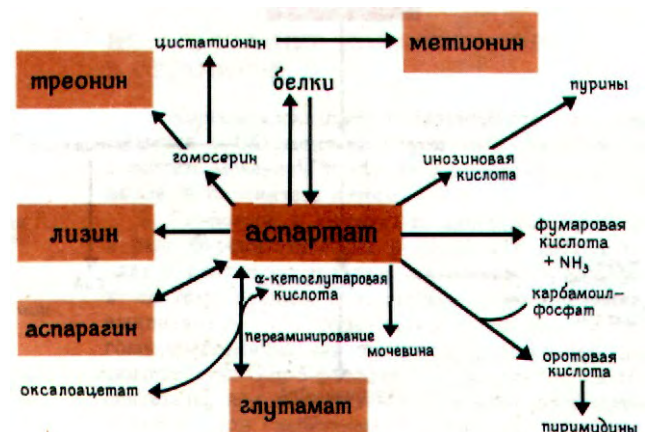 цистатионин
метионин
треонин
белки
пурины
гомосерин
инозиновая
кислота
лизин
аспартат
фумаровая
кислота
+ NH₃
α-кетоглутаровая
кислота
карбамоил-
фосфат
аспарагин
переаминирование
мочевина
оротовая
кислота
оксалоацетат
глутамат
пиримидины